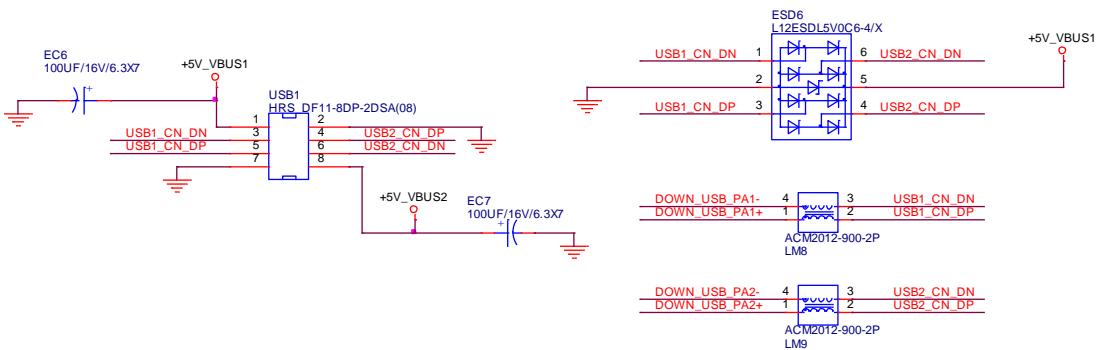 EC6
100UF/16V/6.3X7
+
+5V_VBUS1
USB1
HRS_DF11-8DP-2DSA(08)
1 2
USB1_CN_DN 3 4 USB2_CN_DP
USB1_CN_DP 5 6 USB2_CN_DN
7 8
+5V_VBUS2
EC7
100UF/16V/6.3X7
+
ESD6
L12ESDL5V0C6-4/X
+5V_VBUS1
USB1_CN_DN 1 6 USB2_CN_DN
2 5
USB1_CN_DP 3 4 USB2_CN_DP
DOWN_USB_PA1- 4 3 USB1_CN_DN
DOWN_USB_PA1+ 1 2 USB1_CN_DP
ACM2012-900-2P
LM8
DOWN_USB_PA2- 4 3 USB2_CN_DN
DOWN_USB_PA2+ 1 2 USB2_CN_DP
ACM2012-900-2P
LM9